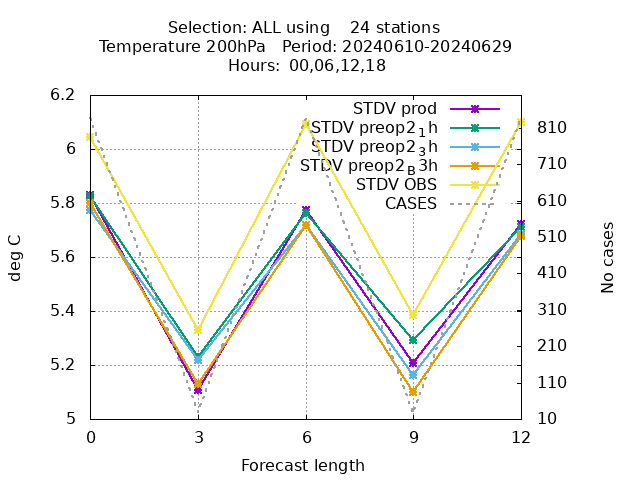 Selection: ALL using    24 stations
Temperature 200hPa   Period: 20240610-20240629
Hours: 00,06,12,18
STDV prod
STDV preop2₁h
STDV preop2₃h
STDV preop2_B3h
STDV OBS
CASES
6.2
6
5.8
5.6
5.4
5.2
5
deg C
810
710
610
510
410
310
210
110
10
No cases
0 3 6 9 12
Forecast length